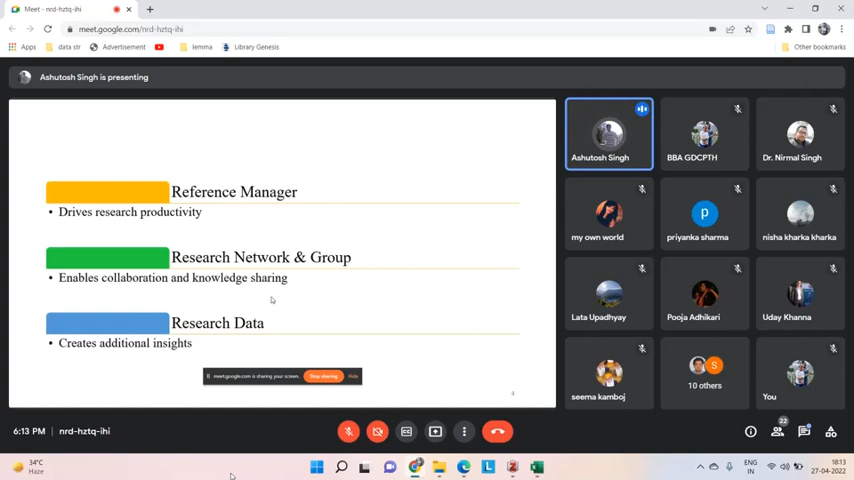 Meet - nrd-hztq-ihi
meet.google.com/nrd-hztq-ihi
Apps
data str
Advertisement
lemma
Library Genesis
Other bookmarks
Ashutosh Singh is presenting
Reference Manager
• Drives research productivity
Research Network & Group
• Enables collaboration and knowledge sharing
Research Data
• Creates additional insights
meet.google.com is sharing your screen.
Stop sharing
Hide
4
Ashutosh Singh
BBA GDCPTH
Dr. Nirmal Singh
my own world
p
priyanka sharma
nisha kharka kharka
Lata Upadhyay
Pooja Adhikari
Uday Khanna
seema kamboj
S
10 others
You
6:13 PM
nrd-hztq-ihi
22
34°C
Haze
L
ENG
IN
18:13
27-04-2022